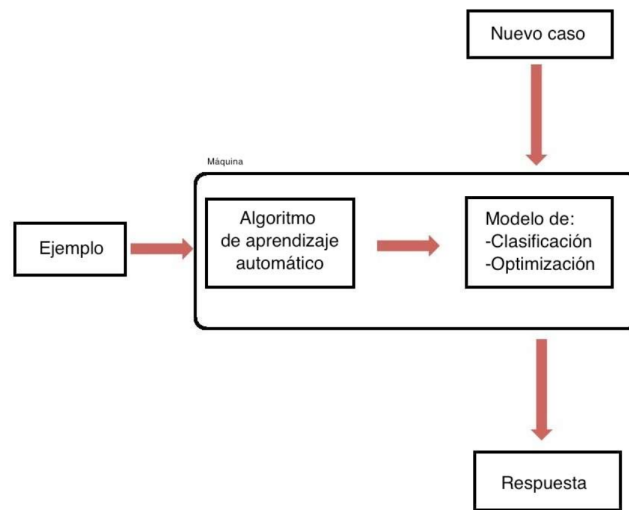 Nuevo caso
Máquina
Ejemplo
Algoritmo
de aprendizaje
automático
Modelo de:
-Clasificación
-Optimización
Respuesta